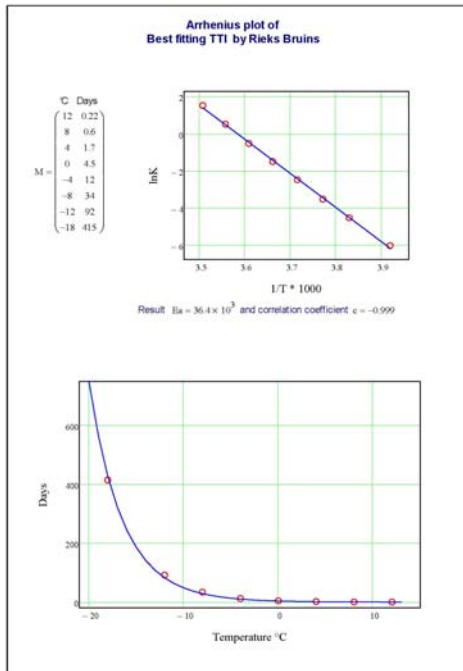 Arrhenius plot of
Best fitting TTI by Rieks Bruins
°C Days
12 0.22
8 0.6
4 1.7
M = 0 4.5
−4 12
−8 34
−12 92
−18 415
2
0
−2
−4
−6
lnK
3.5 3.6 3.7 3.8 3.9
1/T * 1000
Result Ea = 36.4 × 10³ and correlation coefficient c = −0.999
600
400
200
0
Days
−20 −10 0 10
Temperature °C